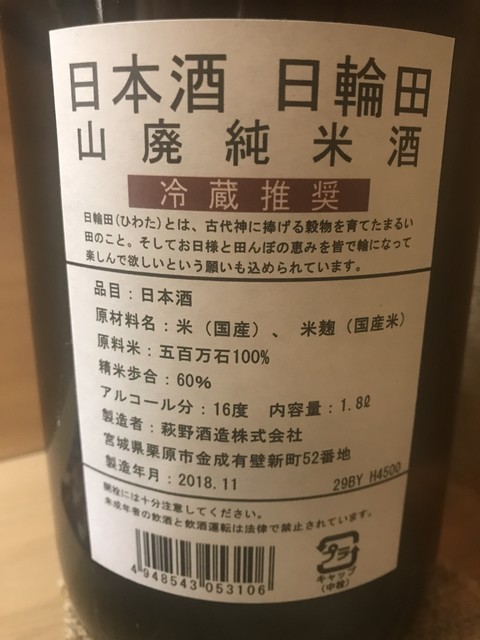 日本酒 日輪田
山廃純米酒
冷蔵推奨
日輪田(ひわた)とは、古代神に捧げる穀物を育てたまるい
田のこと。そしてお日様と田んぼの恵みを皆で輪になって
楽しんで欲しいという願いも込められています。
品目：日本酒
原材料名：米（国産）、 米麹（国産米）
原料米：五百万石100%
精米歩合：60%
アルコール分：16度 内容量：1.8ℓ
製造者：萩野酒造株式会社
宮城県栗原市金成有壁新町52番地
製造年月：2018.11
29BY H4500
開栓には十分注意してください。
未成年者の飲酒と飲酒運転は法律で禁止されています。
4 948543 053106
プラ
キャップ
(中栓)